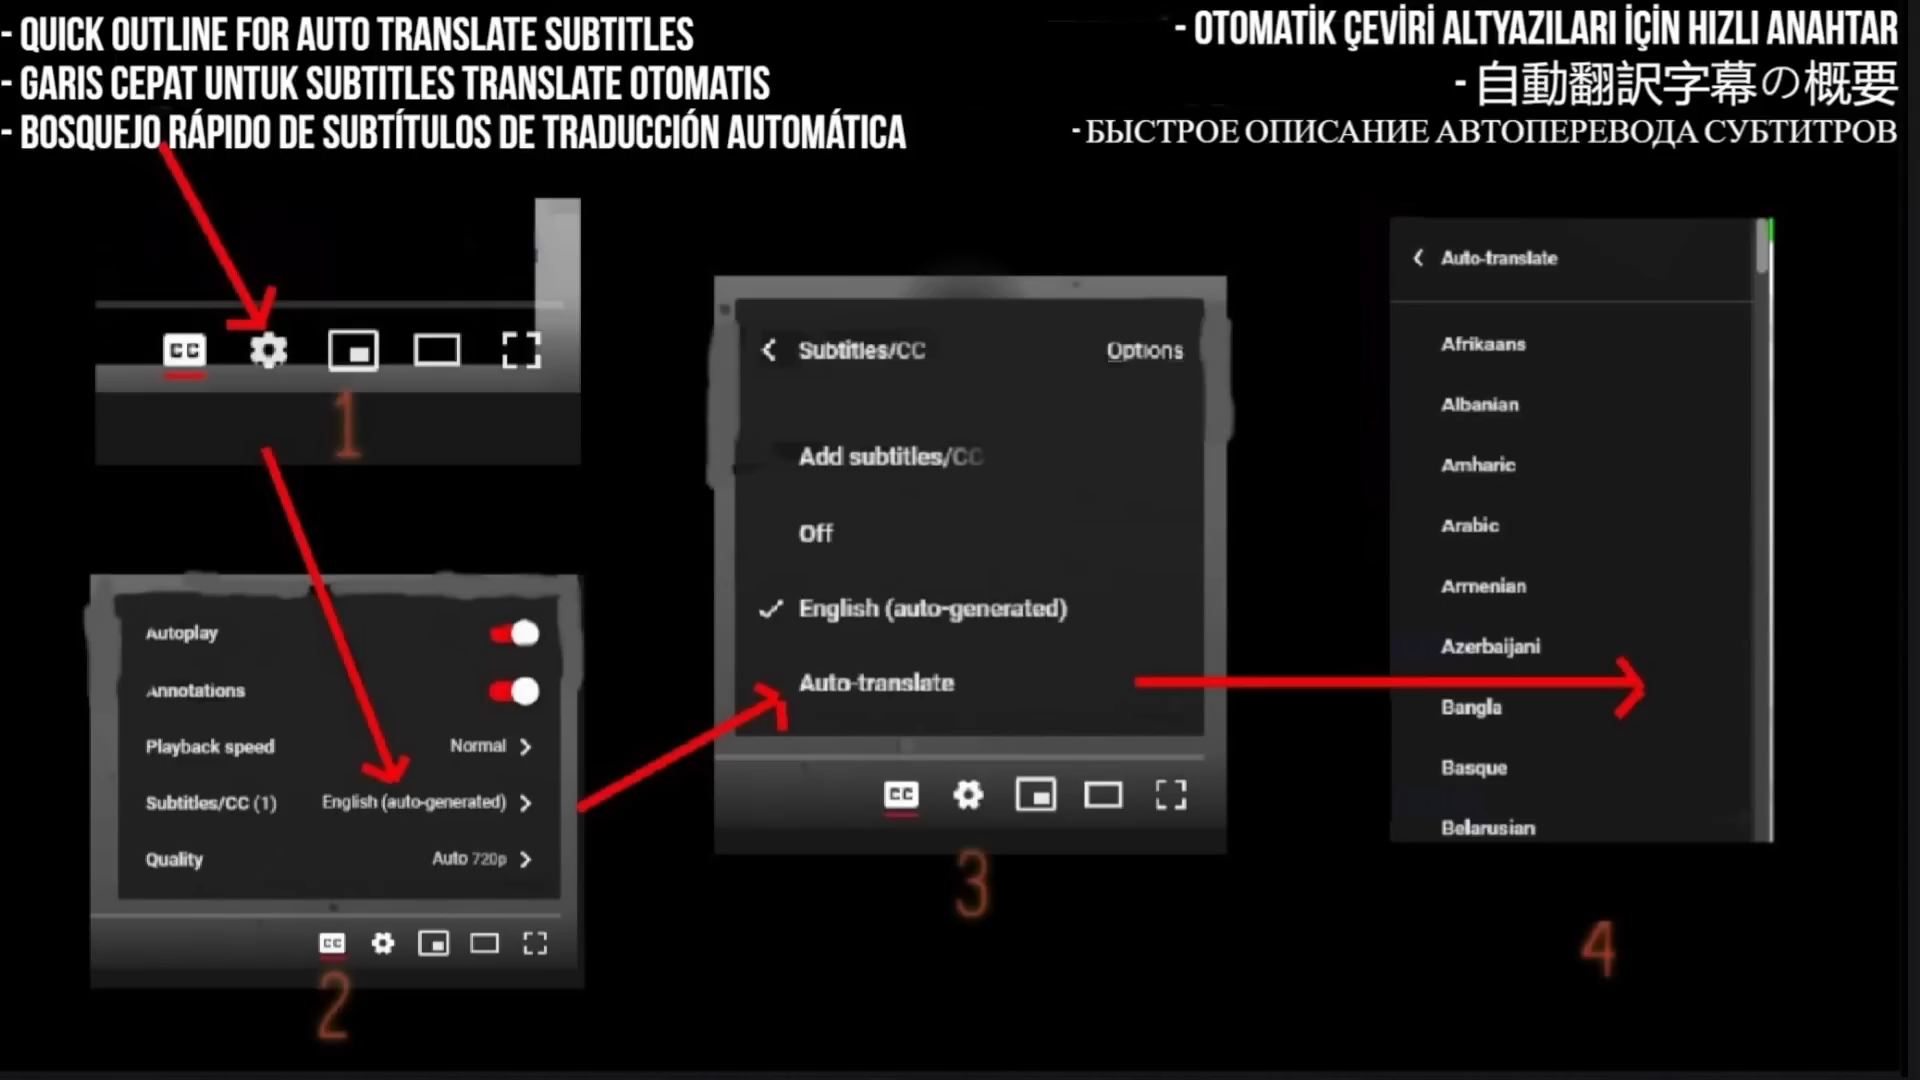 - QUICK OUTLINE FOR AUTO TRANSLATE SUBTITLES
- GARIS CEPAT UNTUK SUBTITLES TRANSLATE OTOMATIS
- BOSQUEJO RÁPIDO DE SUBTÍTULOS DE TRADUCCIÓN AUTOMÁTICA
- OTOMATİK ÇEVİRİ ALTYAZILARI İÇİN HIZLI ANAHTAR
- 自動翻訳字幕の概要
- БЫСТРОЕ ОПИСАНИЕ АВТОПЕРЕВОДА СУБТИТРОВ
CC
1
Autoplay
Annotations
Playback speed Normal
Subtitles/CC (1) English (auto-generated)
Quality Auto 720p
CC
2
Subtitles/CC Options
Add subtitles/CC
Off
English (auto-generated)
Auto-translate
CC
3
Auto-translate
Afrikaans
Albanian
Amharic
Arabic
Armenian
Azerbaijani
Bangla
Basque
Belarusian
4